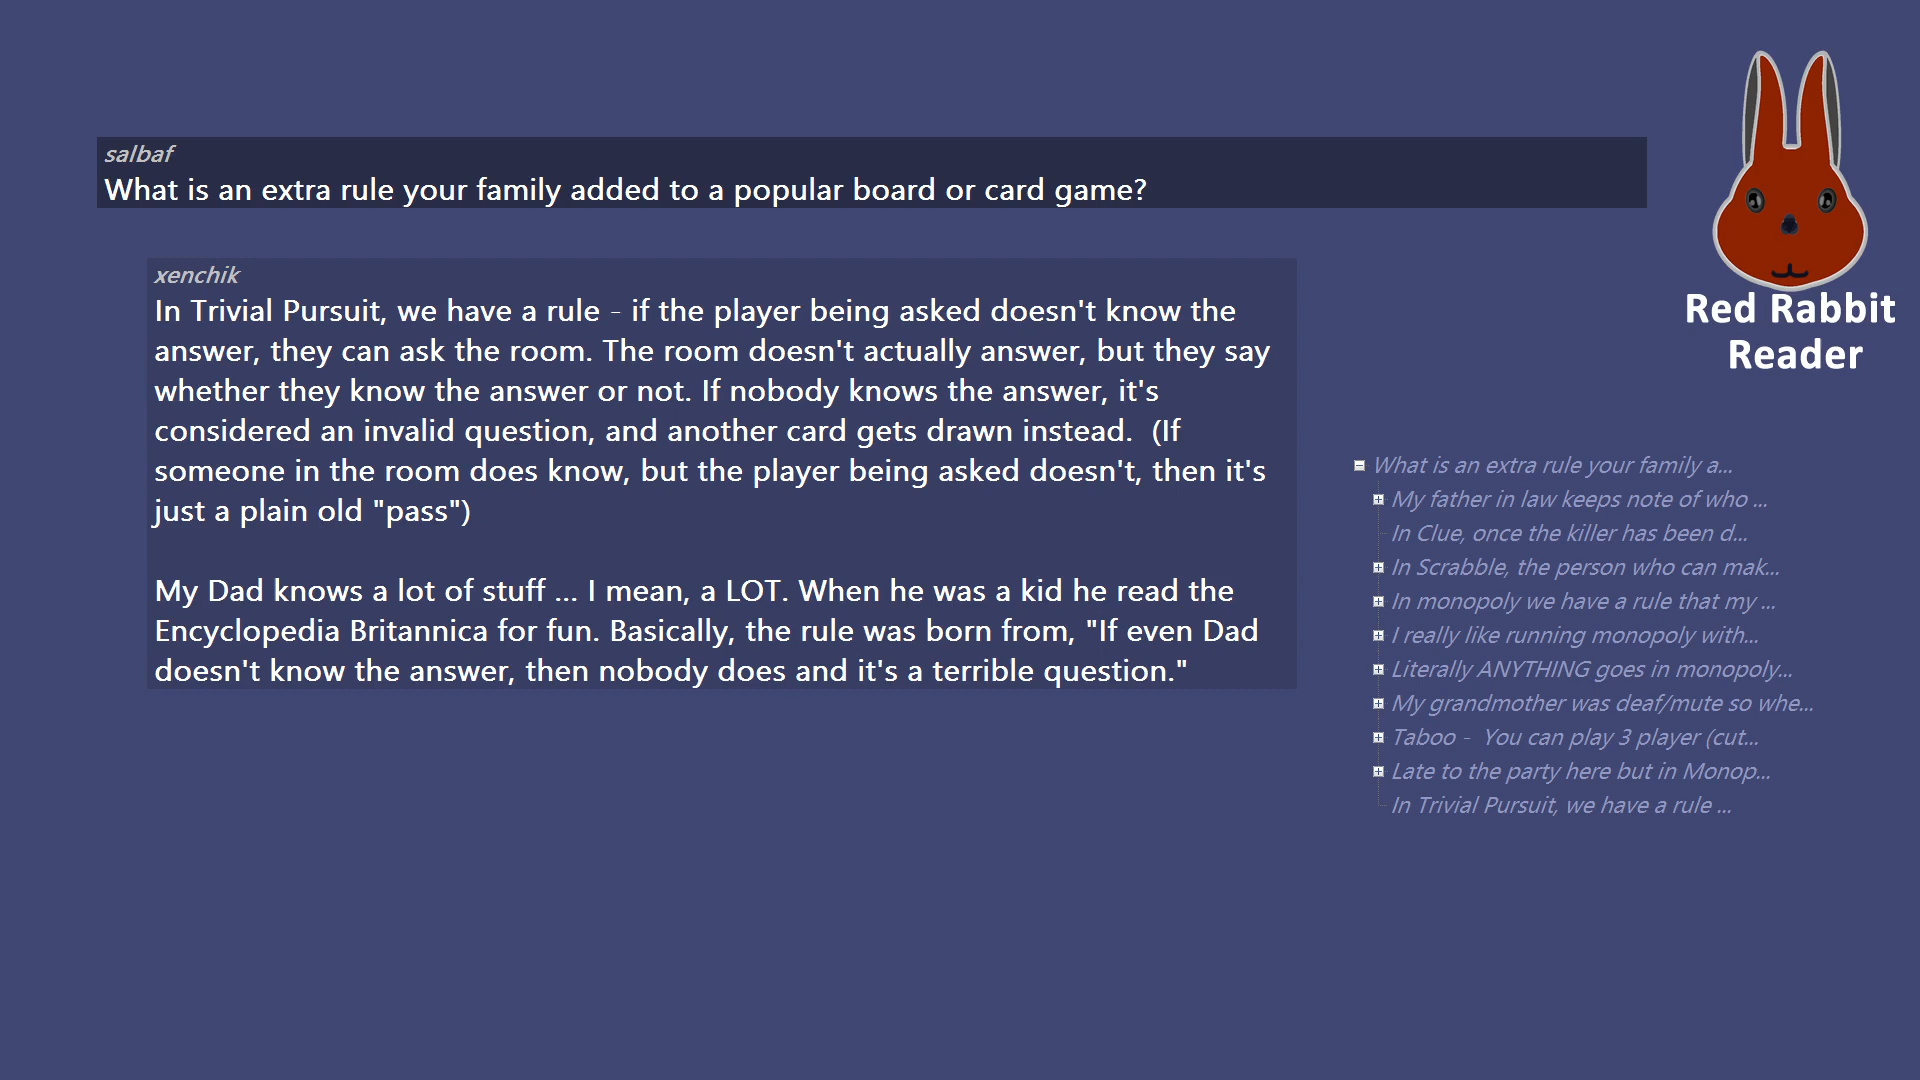 salbaf
What is an extra rule your family added to a popular board or card game?
xenchik
In Trivial Pursuit, we have a rule - if the player being asked doesn't know the
answer, they can ask the room. The room doesn't actually answer, but they say
whether they know the answer or not. If nobody knows the answer, it's
considered an invalid question, and another card gets drawn instead.  (If
someone in the room does know, but the player being asked doesn't, then it's
just a plain old "pass")
My Dad knows a lot of stuff ... I mean, a LOT. When he was a kid he read the
Encyclopedia Britannica for fun. Basically, the rule was born from, "If even Dad
doesn't know the answer, then nobody does and it's a terrible question."
Red Rabbit
Reader
What is an extra rule your family a...
My father in law keeps note of who ...
In Clue, once the killer has been d...
In Scrabble, the person who can mak...
In monopoly we have a rule that my ...
I really like running monopoly with...
Literally ANYTHING goes in monopoly...
My grandmother was deaf/mute so whe...
Taboo -  You can play 3 player (cut...
Late to the party here but in Monop...
In Trivial Pursuit, we have a rule ...